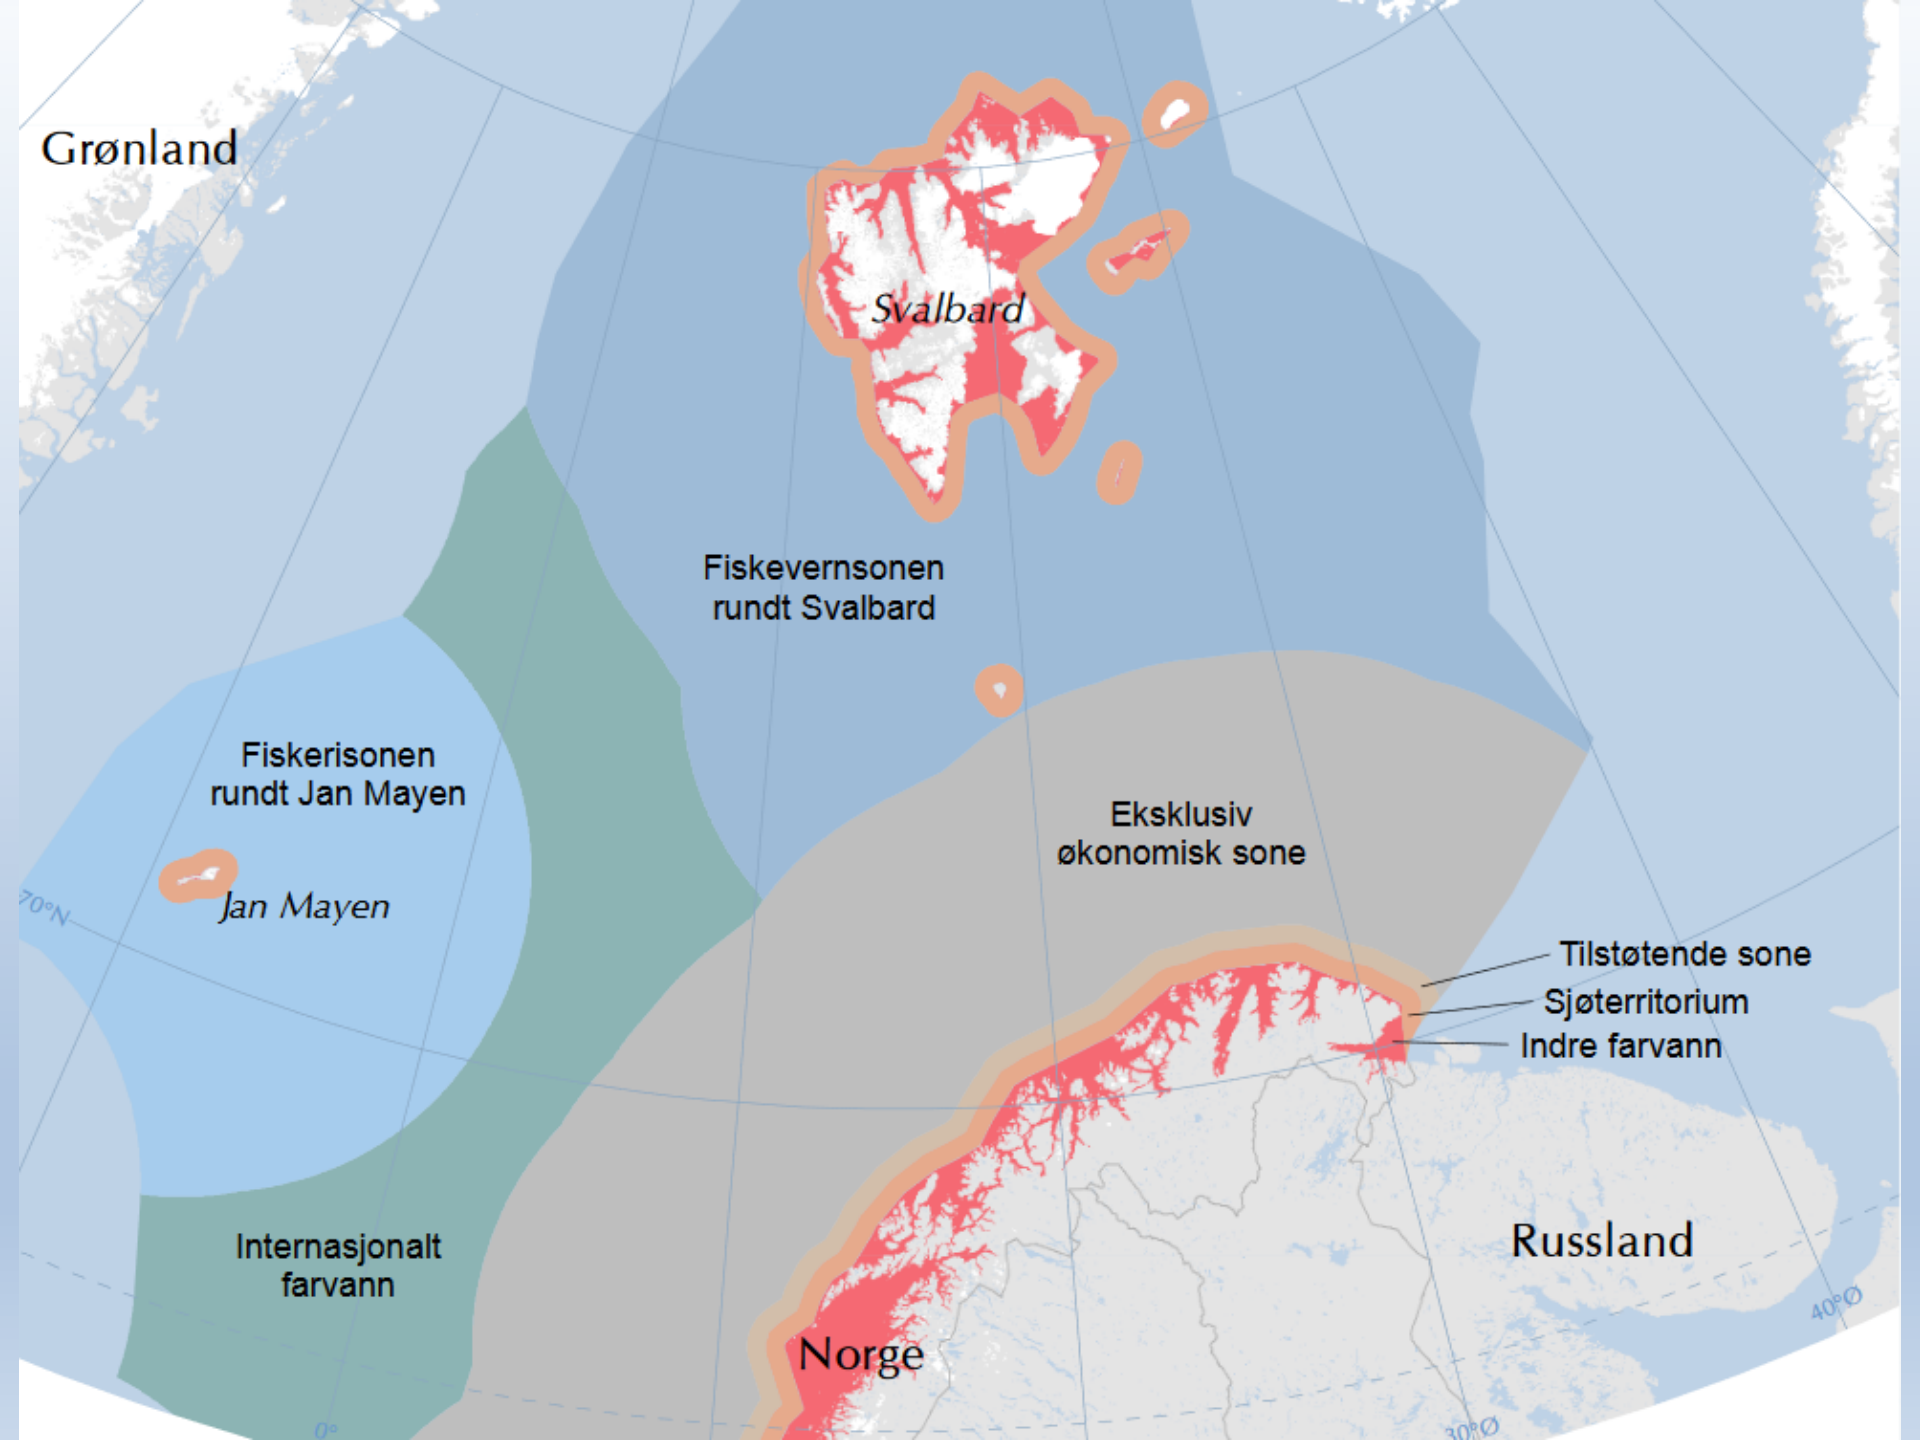 Grønland
Svalbard
Fiskevernsonen
rundt Svalbard
Fiskerisonen
rundt Jan Mayen
Eksklusiv
økonomisk sone
Jan Mayen
70°N
Tilstøtende sone
Sjøterritorium
Indre farvann
Internasjonalt
farvann
Russland
40°Ø
Norge
0°
30°Ø